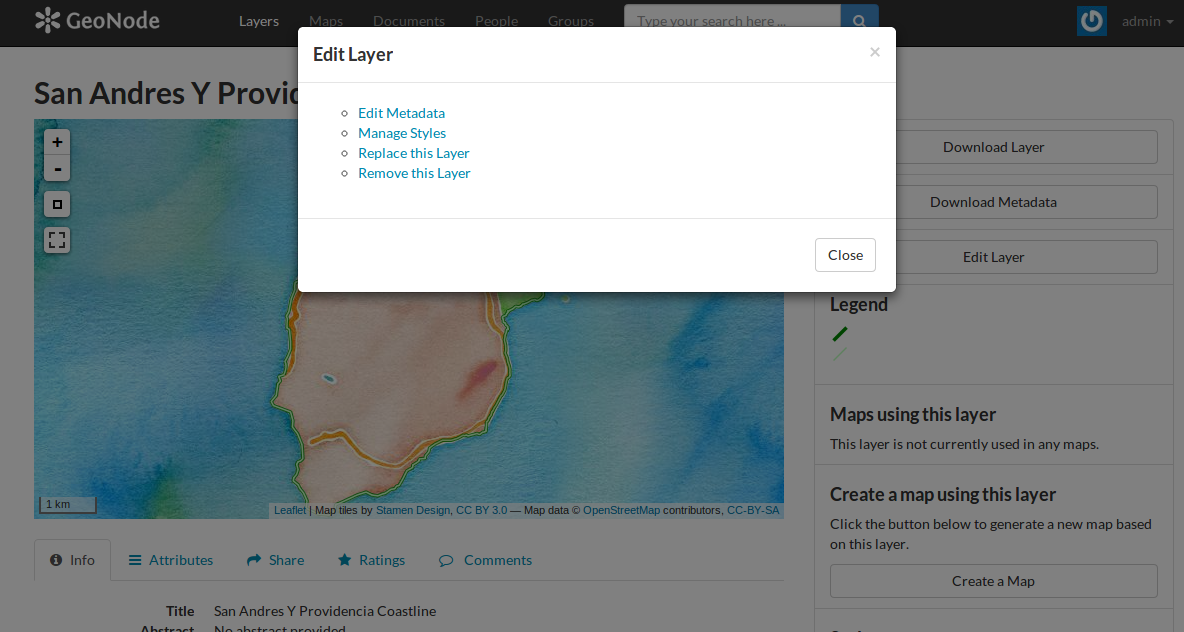 GeoNode Layers Maps Documents People Groups Type your search here ... admin
Edit Layer ×
San Andres Y Provid
Edit Metadata
Manage Styles
Replace this Layer
Remove this Layer
Close
+
-
1 km
Leaflet | Map tiles by Stamen Design, CC BY 3.0 — Map data © OpenStreetMap contributors, CC-BY-SA
Download Layer
Download Metadata
Edit Layer
Legend
Maps using this layer
This layer is not currently used in any maps.
Create a map using this layer
Click the button below to generate a new map based
on this layer.
Create a Map
Info Attributes Share Ratings Comments
Title San Andres Y Providencia Coastline
Abstract No abstract provided